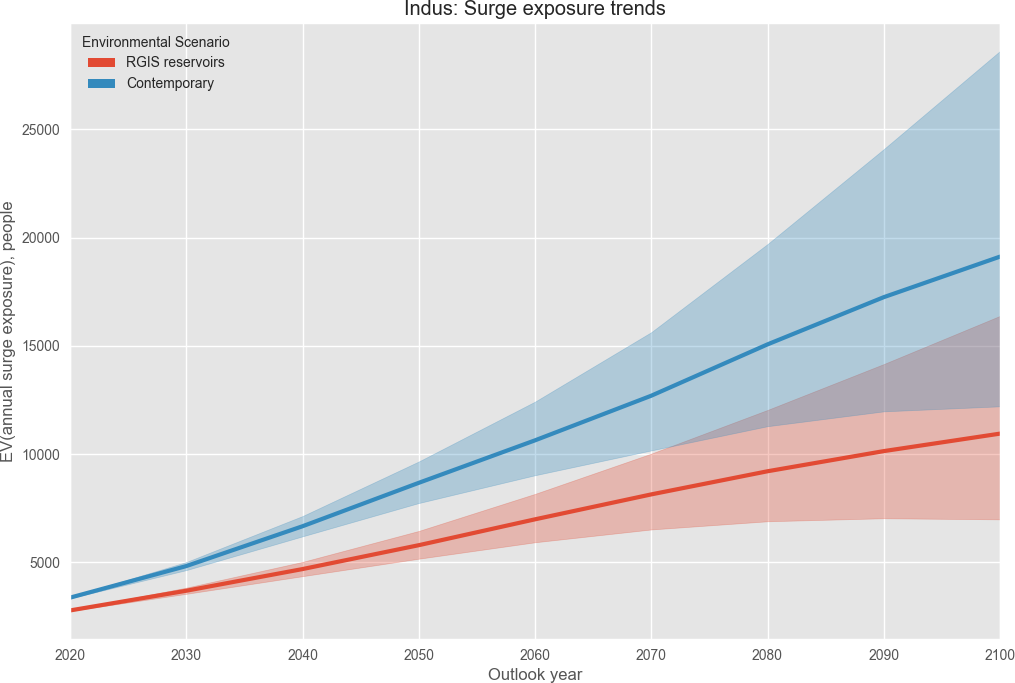 Indus: Surge exposure trends
Environmental Scenario
RGIS reservoirs
Contemporary
EV(annual surge exposure), people
25000
20000
15000
10000
5000
2020 2030 2040 2050 2060 2070 2080 2090 2100
Outlook year